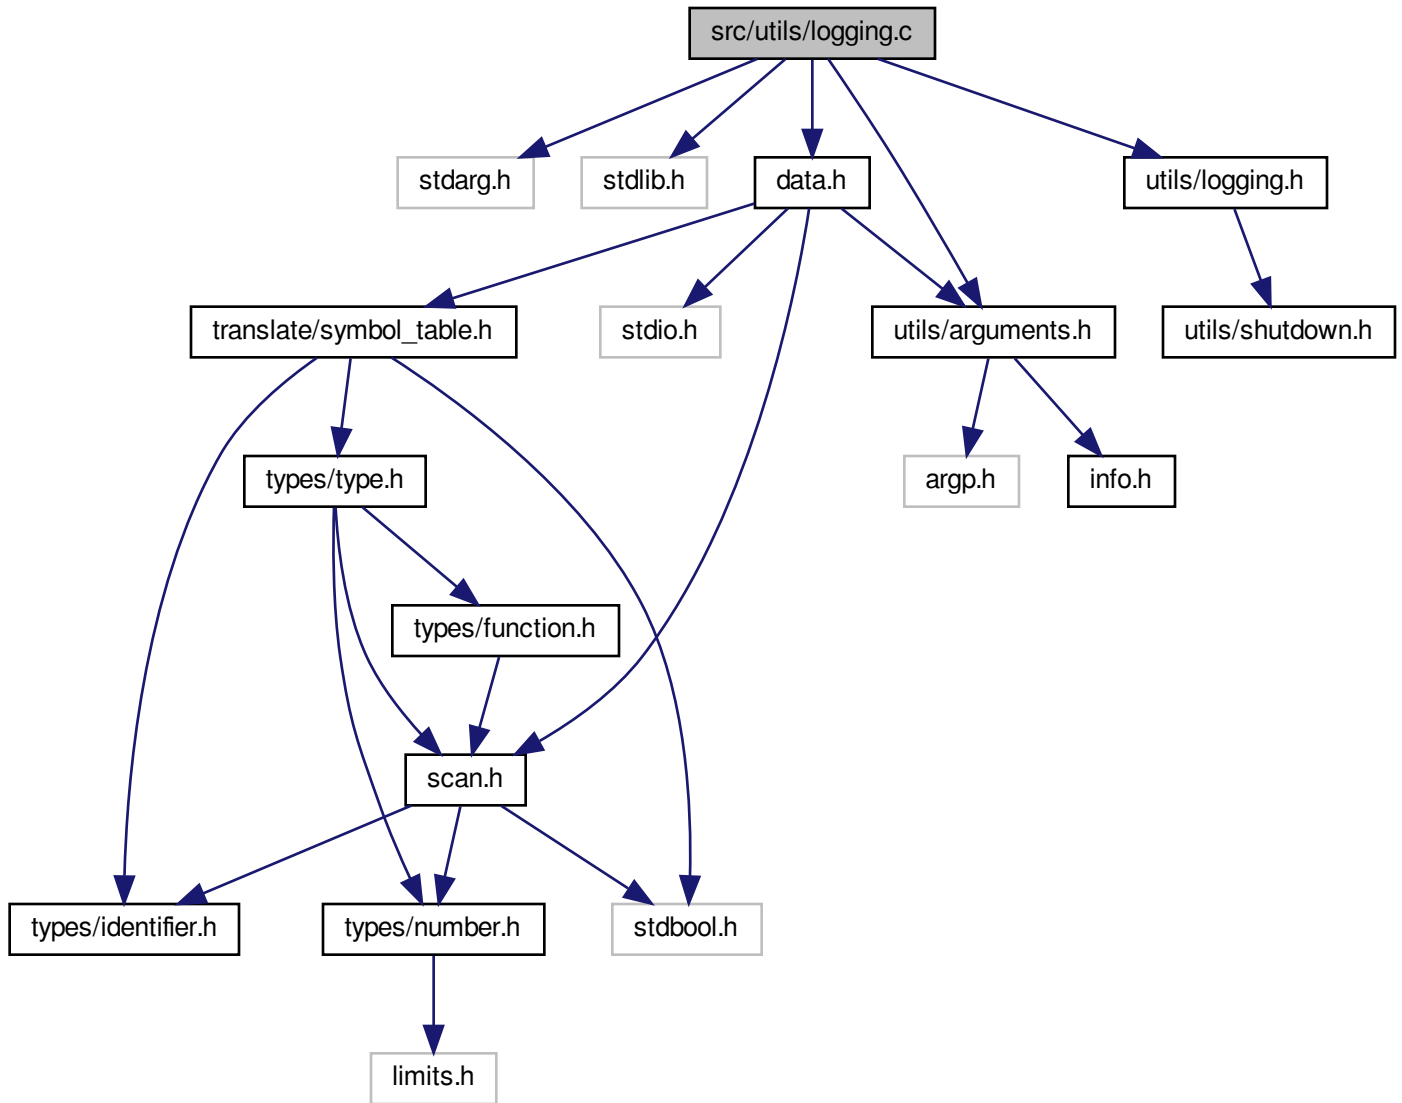 src/utils/logging.c
stdarg.h
stdlib.h
data.h
utils/logging.h
translate/symbol_table.h
stdio.h
utils/arguments.h
utils/shutdown.h
types/type.h
argp.h
info.h
types/function.h
scan.h
types/identifier.h
types/number.h
stdbool.h
limits.h